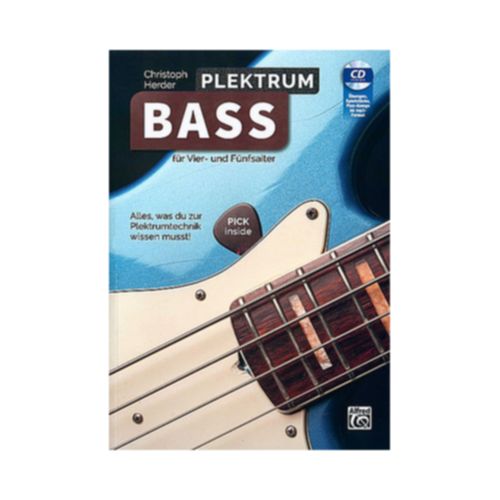 Christoph
Herder
PLEKTRUM
BASS
für Vier- und Fünfsaiter
CD
Alles, was du zur
Plektrumtechnik
wissen musst!
PICK
inside
Alfred